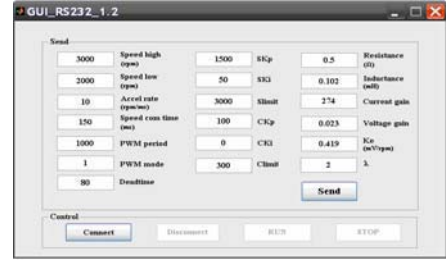 GUI_RS232_1.2
Send
3000 Speed high (rpm) 1500 SKp 0.5 Resistance (Ω)
2000 Speed low (rpm) 50 SKi 0.102 Inductance (mH)
10 Accel rate (rpm/ms) 3000 Slimit 274 Current gain
150 Speed com time (ms) 100 CKp 0.023 Voltage gain
1000 PWM period 0 CKi 0.419 Ke (mV/rpm)
1 PWM mode 300 Climit 2 λ
80 Deadtime Send
Control
Connect Disconnect RUN STOP